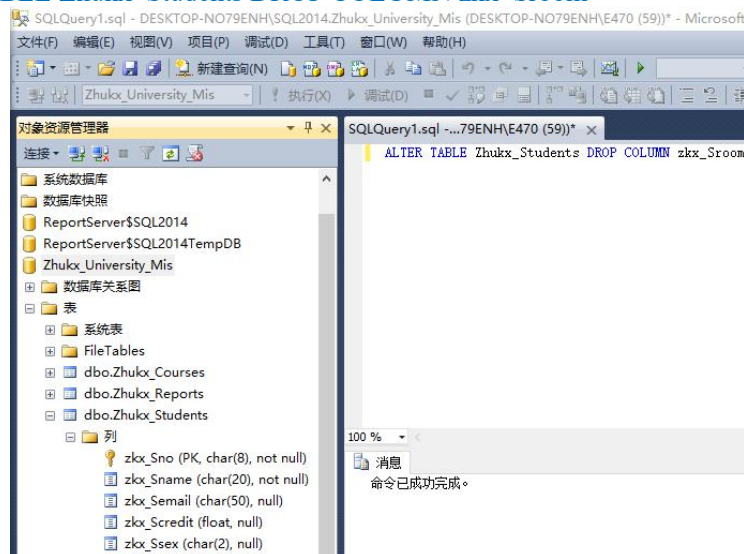 SQLQuery1.sql - DESKTOP-NO79ENH\SQL2014.Zhukx_University_Mis (DESKTOP-NO79ENH\E470 (59))* - Microsoft
文件(F) 编辑(E) 视图(V) 项目(P) 调试(D) 工具(T) 窗口(W) 帮助(H)
新建查询(N)
Zhukx_University_Mis 执行(X) 调试(D)
对象资源管理器
SQLQuery1.sql -...79ENH\E470 (59))*
连接
ALTER TABLE Zhukx_Students DROP COLUMN zkx_Sroom
系统数据库
数据库快照
ReportServer$SQL2014
ReportServer$SQL2014TempDB
Zhukx_University_Mis
数据库关系图
表
系统表
FileTables
dbo.Zhukx_Courses
dbo.Zhukx_Reports
dbo.Zhukx_Students
列
zkx_Sno (PK, char(8), not null)
zkx_Sname (char(20), not null)
zkx_Semail (char(50), null)
zkx_Scredit (float, null)
zkx_Ssex (char(2), null)
100 %
消息
命令已成功完成。